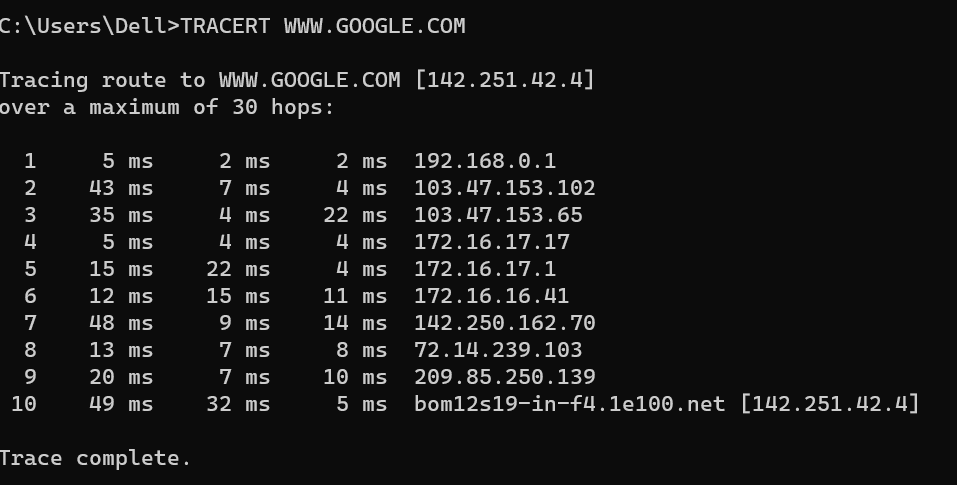 C:\Users\Dell>TRACERT WWW.GOOGLE.COM
Tracing route to WWW.GOOGLE.COM [142.251.42.4]
over a maximum of 30 hops:
1 5 ms 2 ms 2 ms 192.168.0.1
2 43 ms 7 ms 4 ms 103.47.153.102
3 35 ms 4 ms 22 ms 103.47.153.65
4 5 ms 4 ms 4 ms 172.16.17.17
5 15 ms 22 ms 4 ms 172.16.17.1
6 12 ms 15 ms 11 ms 172.16.16.41
7 48 ms 9 ms 14 ms 142.250.162.70
8 13 ms 7 ms 8 ms 72.14.239.103
9 20 ms 7 ms 10 ms 209.85.250.139
10 49 ms 32 ms 5 ms bom12s19-in-f4.1e100.net [142.251.42.4]
Trace complete.